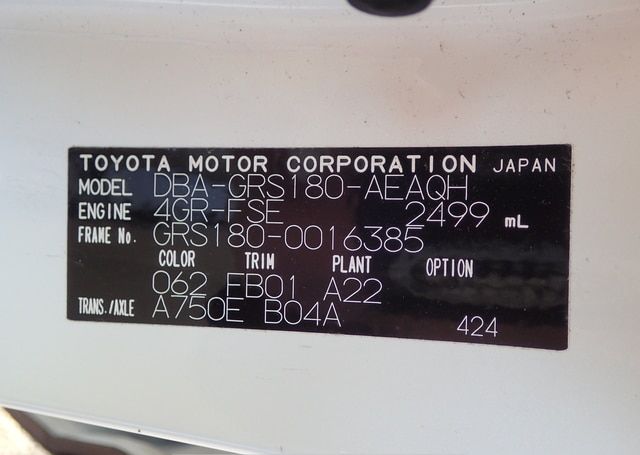 TOYOTA MOTOR CORPORATION JAPAN
MODEL DBA-GRS180-AEAQH
ENGINE 4GR-FSE 2499 mL
FRAME No. GRS180-0016385
COLOR TRIM PLANT OPTION
062 FB01 A22
TRANS./AXLE A750E B04A
424